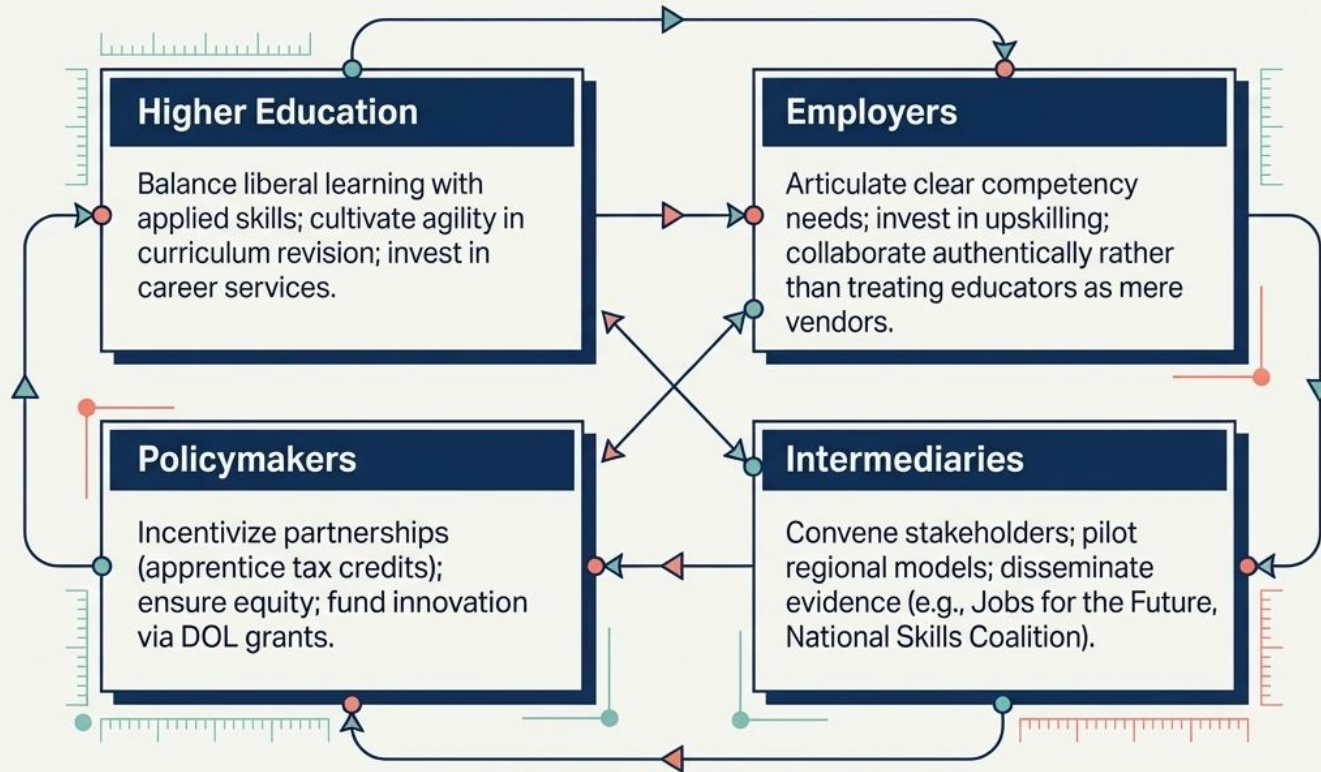 Higher Education
Balance liberal learning with
applied skills; cultivate agility in
curriculum revision; invest in
career services.
Employers
Articulate clear competency
needs; invest in upskilling;
collaborate authentically rather
than treating educators as mere
vendors.
Policymakers
Incentivize partnerships
(apprentice tax credits);
ensure equity; fund innovation
via DOL grants.
Intermediaries
Convene stakeholders; pilot
regional models; disseminate
evidence (e.g., Jobs for the Future,
National Skills Coalition).